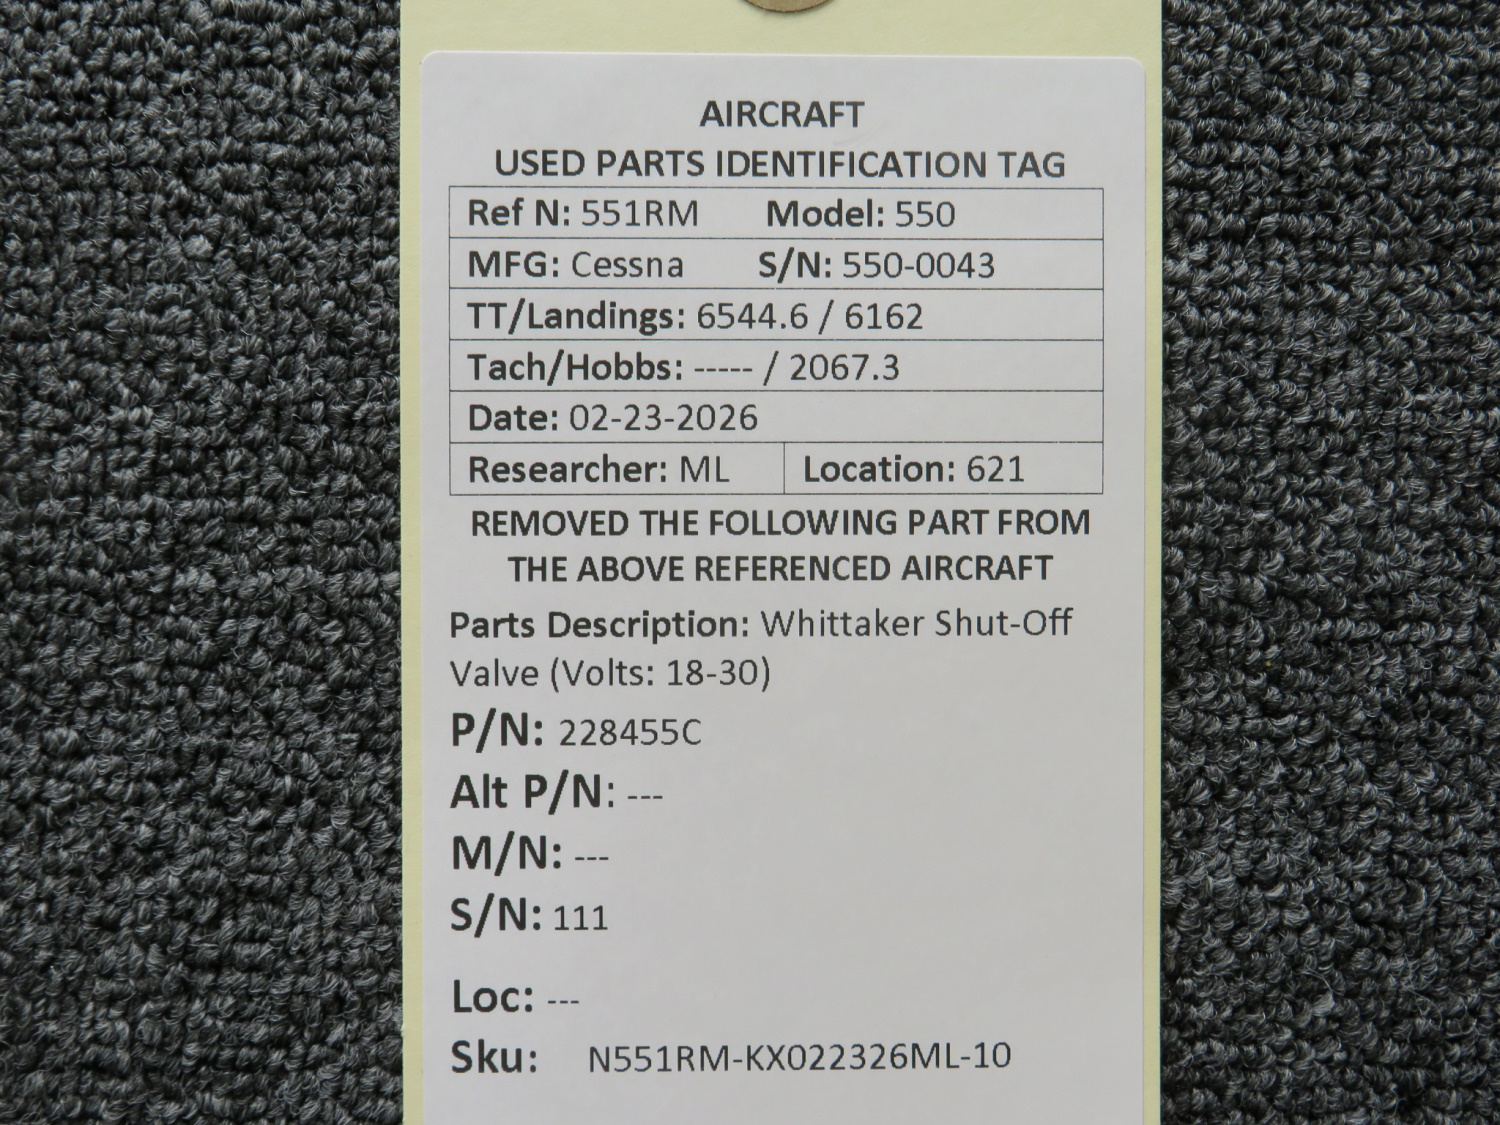 AIRCRAFT
USED PARTS IDENTIFICATION TAG
Ref N: 551RM Model: 550
MFG: Cessna S/N: 550-0043
TT/Landings: 6544.6 / 6162
Tach/Hobbs: ----- / 2067.3
Date: 02-23-2026
Researcher: ML Location: 621
REMOVED THE FOLLOWING PART FROM
THE ABOVE REFERENCED AIRCRAFT
Parts Description: Whittaker Shut-Off
Valve (Volts: 18-30)
P/N: 228455C
Alt P/N: ---
M/N: ---
S/N: 111
Loc: ---
Sku: N551RM-KX022326ML-10